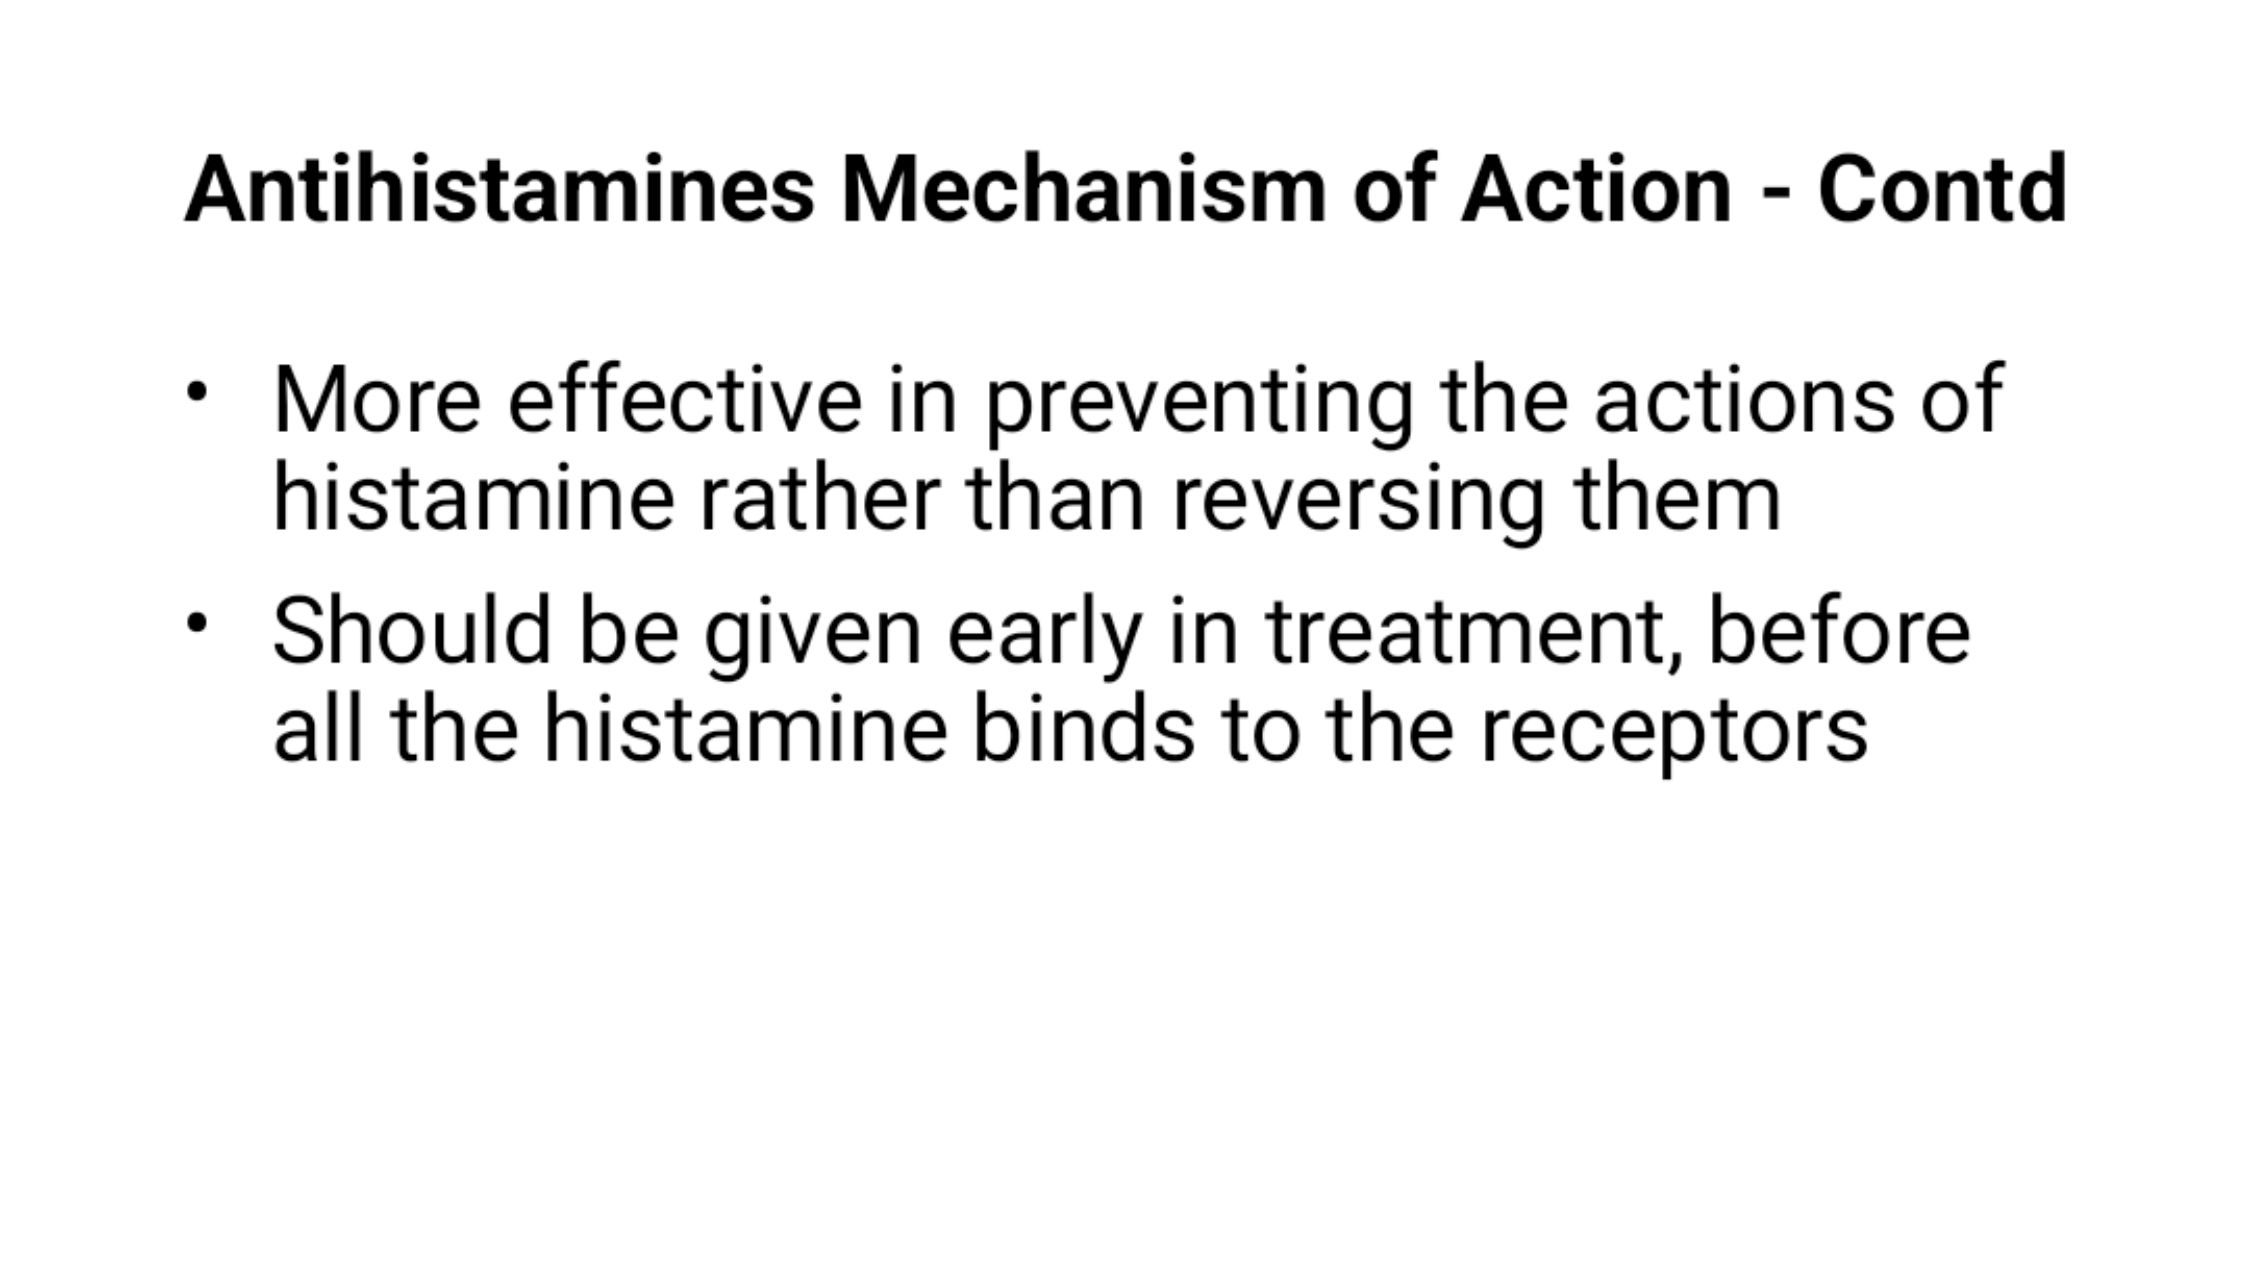 Antihistamines Mechanism of Action - Contd
• More effective in preventing the actions of
histamine rather than reversing them
• Should be given early in treatment, before
all the histamine binds to the receptors